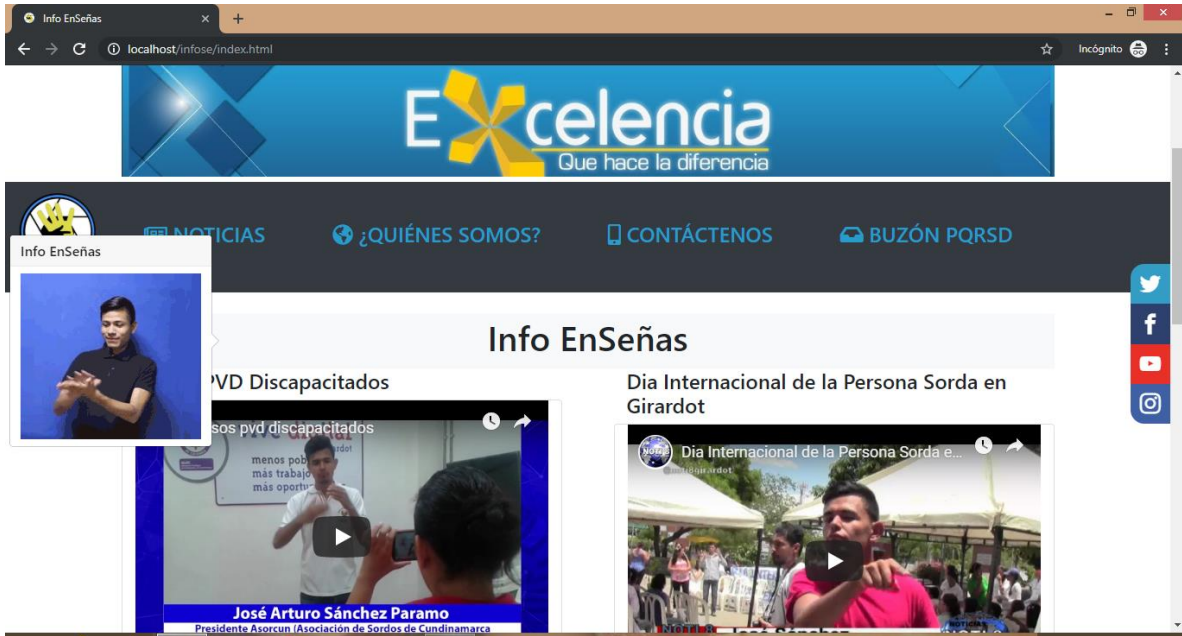 Info EnSeñas
localhost/infose/index.html
Incógnito
Excelencia
Que hace la diferencia
NOTICIAS
¿QUIÉNES SOMOS?
CONTÁCTENOS
BUZÓN PQRSD
Info EnSeñas
Info EnSeñas
PVD Discapacitados
Dia Internacional de la Persona Sorda en
Girardot
sos pvd discapacitados
menos pob
más trabajo
más oportu
José Arturo Sánchez Paramo
Presidente Asorcun (Asociación de Sordos de Cundinamarca
Dia Internacional de la Persona Sorda e...
José Sánchez